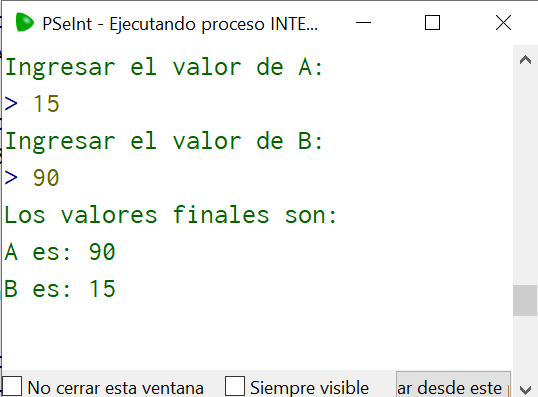 PSeInt - Ejecutando proceso INTE...
Ingresar el valor de A:
> 15
Ingresar el valor de B:
> 90
Los valores finales son:
A es: 90
B es: 15
No cerrar esta ventana Siempre visible ar desde este